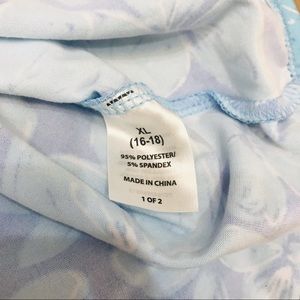 XL
(16-18)
95% POLYESTER/
5% SPANDEX
MADE IN CHINA
1 OF 2